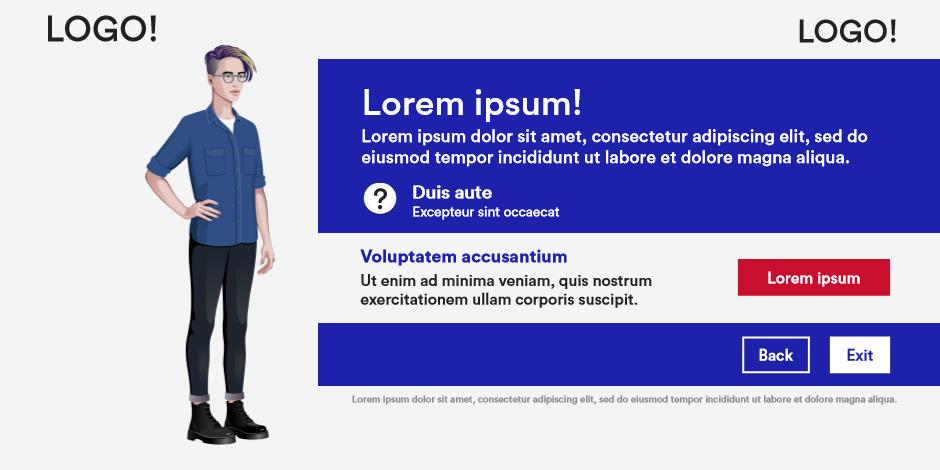 LOGO!
LOGO!
Lorem ipsum!
Lorem ipsum dolor sit amet, consectetur adipiscing elit, sed do
eiusmod tempor incididunt ut labore et dolore magna aliqua.
?
Duis aute
Excepteur sint occaecat
Voluptatem accusantium
Ut enim ad minima veniam, quis nostrum
exercitationem ullam corporis suscipit.
Lorem ipsum
Back
Exit
Lorem ipsum dolor sit amet, consectetur adipiscing elit, sed do eiusmod tempor incididunt ut labore et dolore magna aliqua.